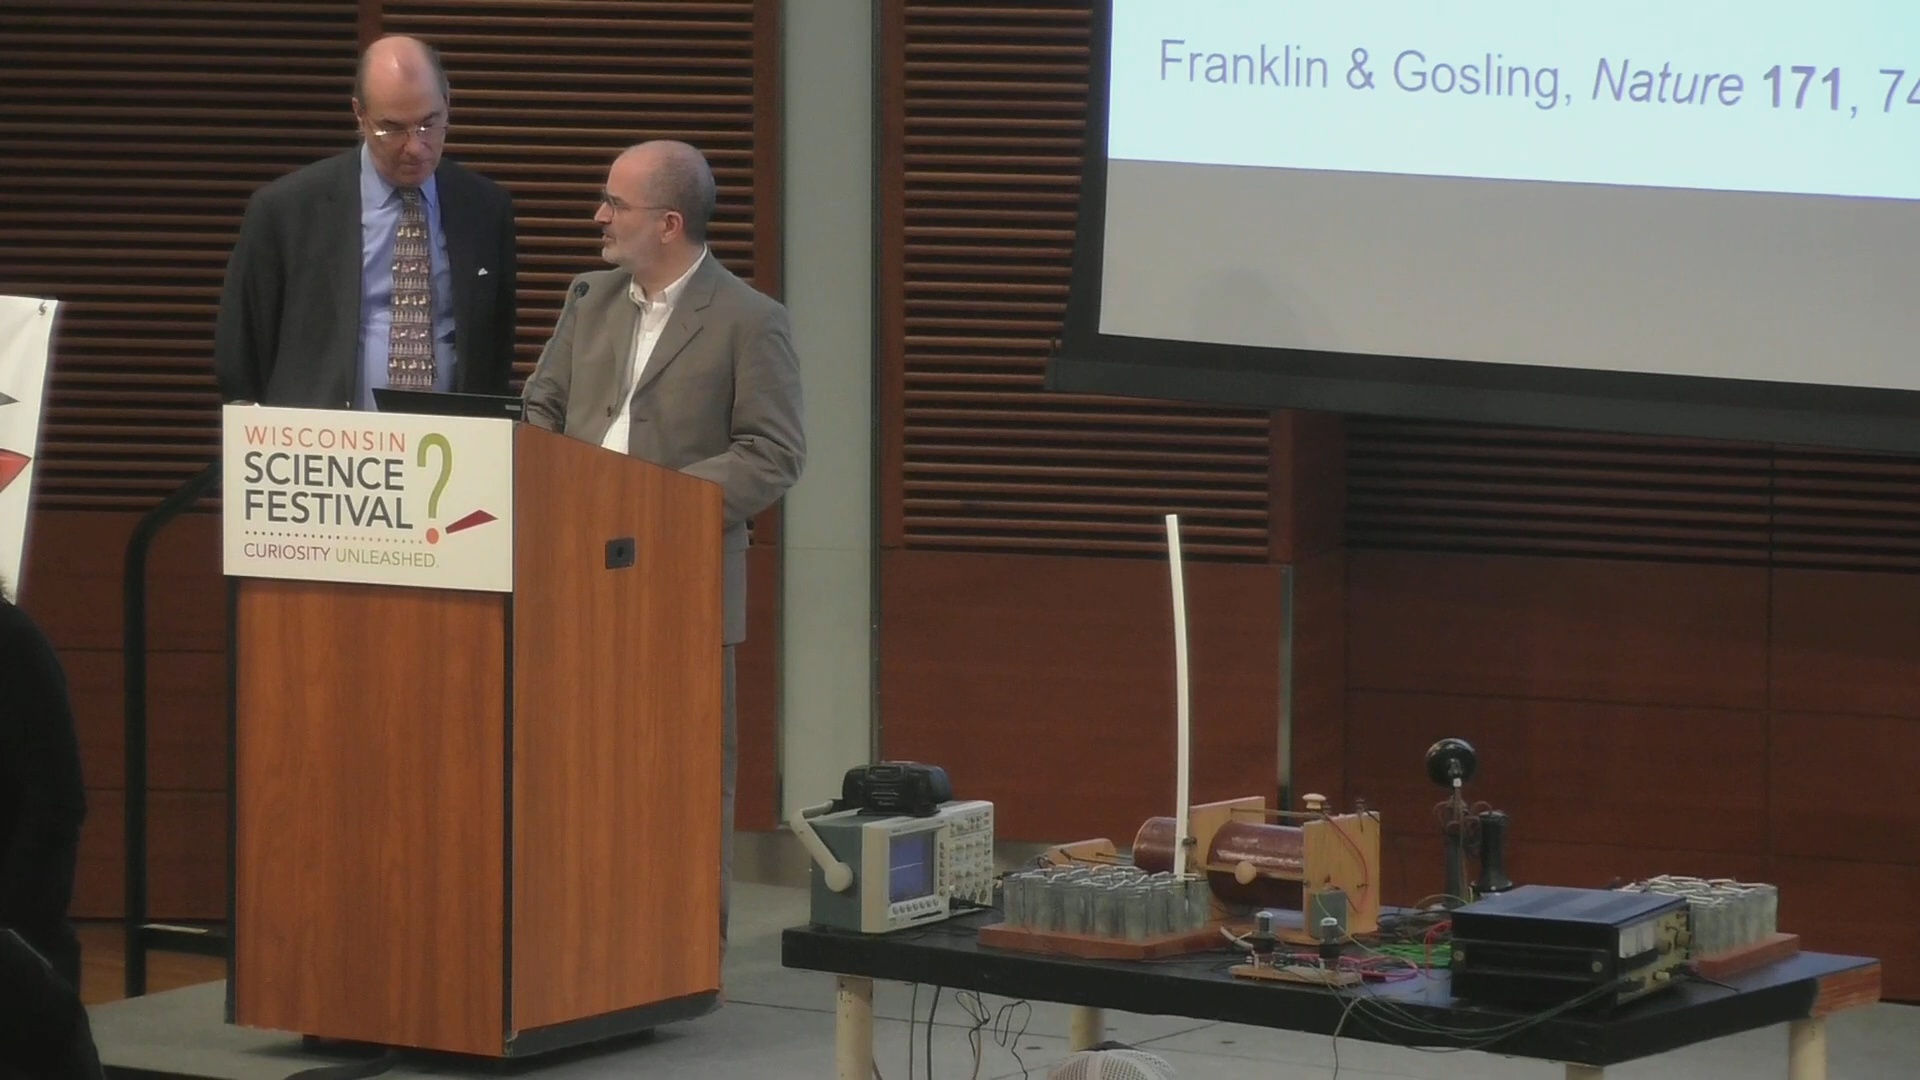 Franklin & Gosling, Nature 171, 74
WISCONSIN
SCIENCE
FESTIVAL
CURIOSITY UNLEASHED.